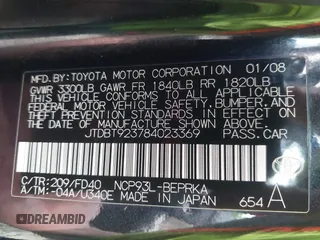 MFD.BY:TOYOTA MOTOR CORPORATION 01/08
GVWR 3300LB GAWR FR 1840LB RR 1820LB
THIS VEHICLE CONFORMS TO ALL APPLICABLE
FEDERAL MOTOR VEHICLE SAFETY, BUMPER, AND
THEFT PREVENTION STANDARDS IN EFFECT ON
THE DATE OF MANUFACTURE SHOWN ABOVE.
JTDBT923784023369 PASS.CAR
C/TR:209/FD40 NCP93L-BEPRKA
A/TM:-04A/U340E MADE IN JAPAN 654 A
DREAMBID